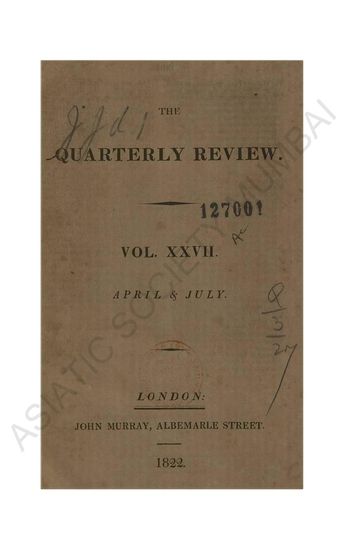 THE
QUARTERLY REVIEW.
127001
VOL. XXVII.
APRIL & JULY.
LONDON:
JOHN MURRAY, ALBEMARLE STREET.
1822.
ASIATIC SOCIETY MUMBAI